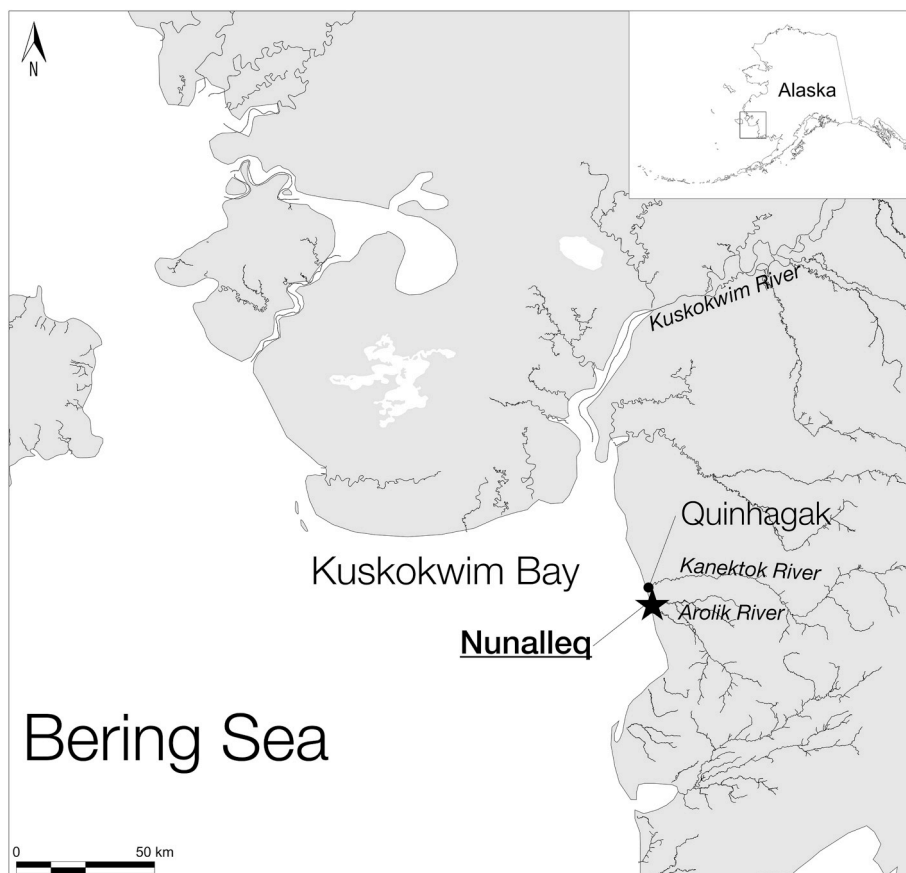 N
Alaska
Kuskokwim River
Quinhagak
Kuskokwim Bay
Kanektok River
Arolik River
Nunalleq
Bering Sea
0 50 km